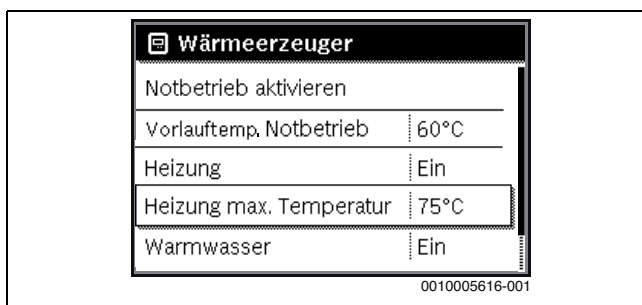 Wärmeerzeuger
Notbetrieb aktivieren
Vorlauftemp. Notbetrieb 60°C
Heizung Ein
Heizung max. Temperatur 75°C
Warmwasser Ein
0010005616-001